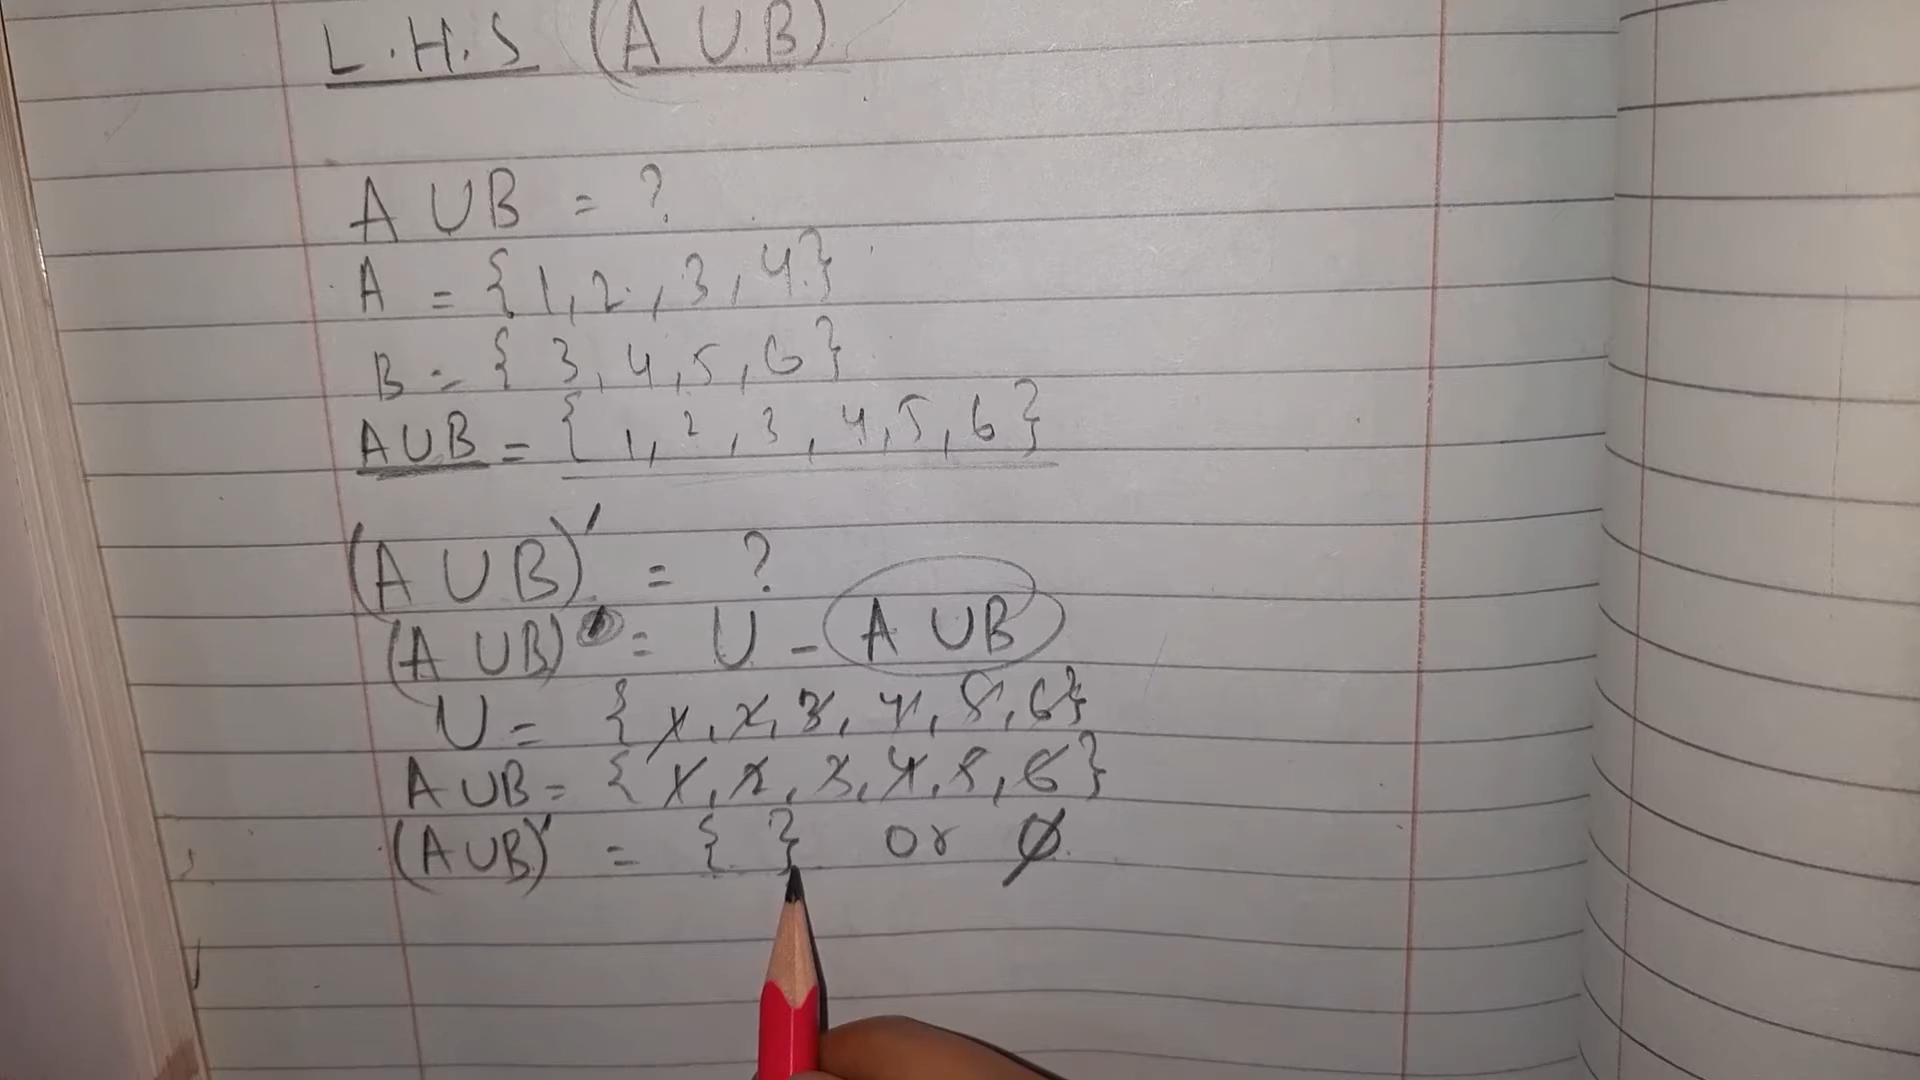 L.H.S (A ∪ B)
A ∪ B = ?
A = {1, 2, 3, 4}
B = {3, 4, 5, 6}
A∪B = {1, 2, 3, 4, 5, 6}
(A ∪ B)' = ?
(A ∪ B)' = U - A ∪ B
U = {1, 2, 3, 4, 5, 6}
A ∪ B = {1, 2, 3, 4, 5, 6}
(A ∪ B)' = { } or ∅